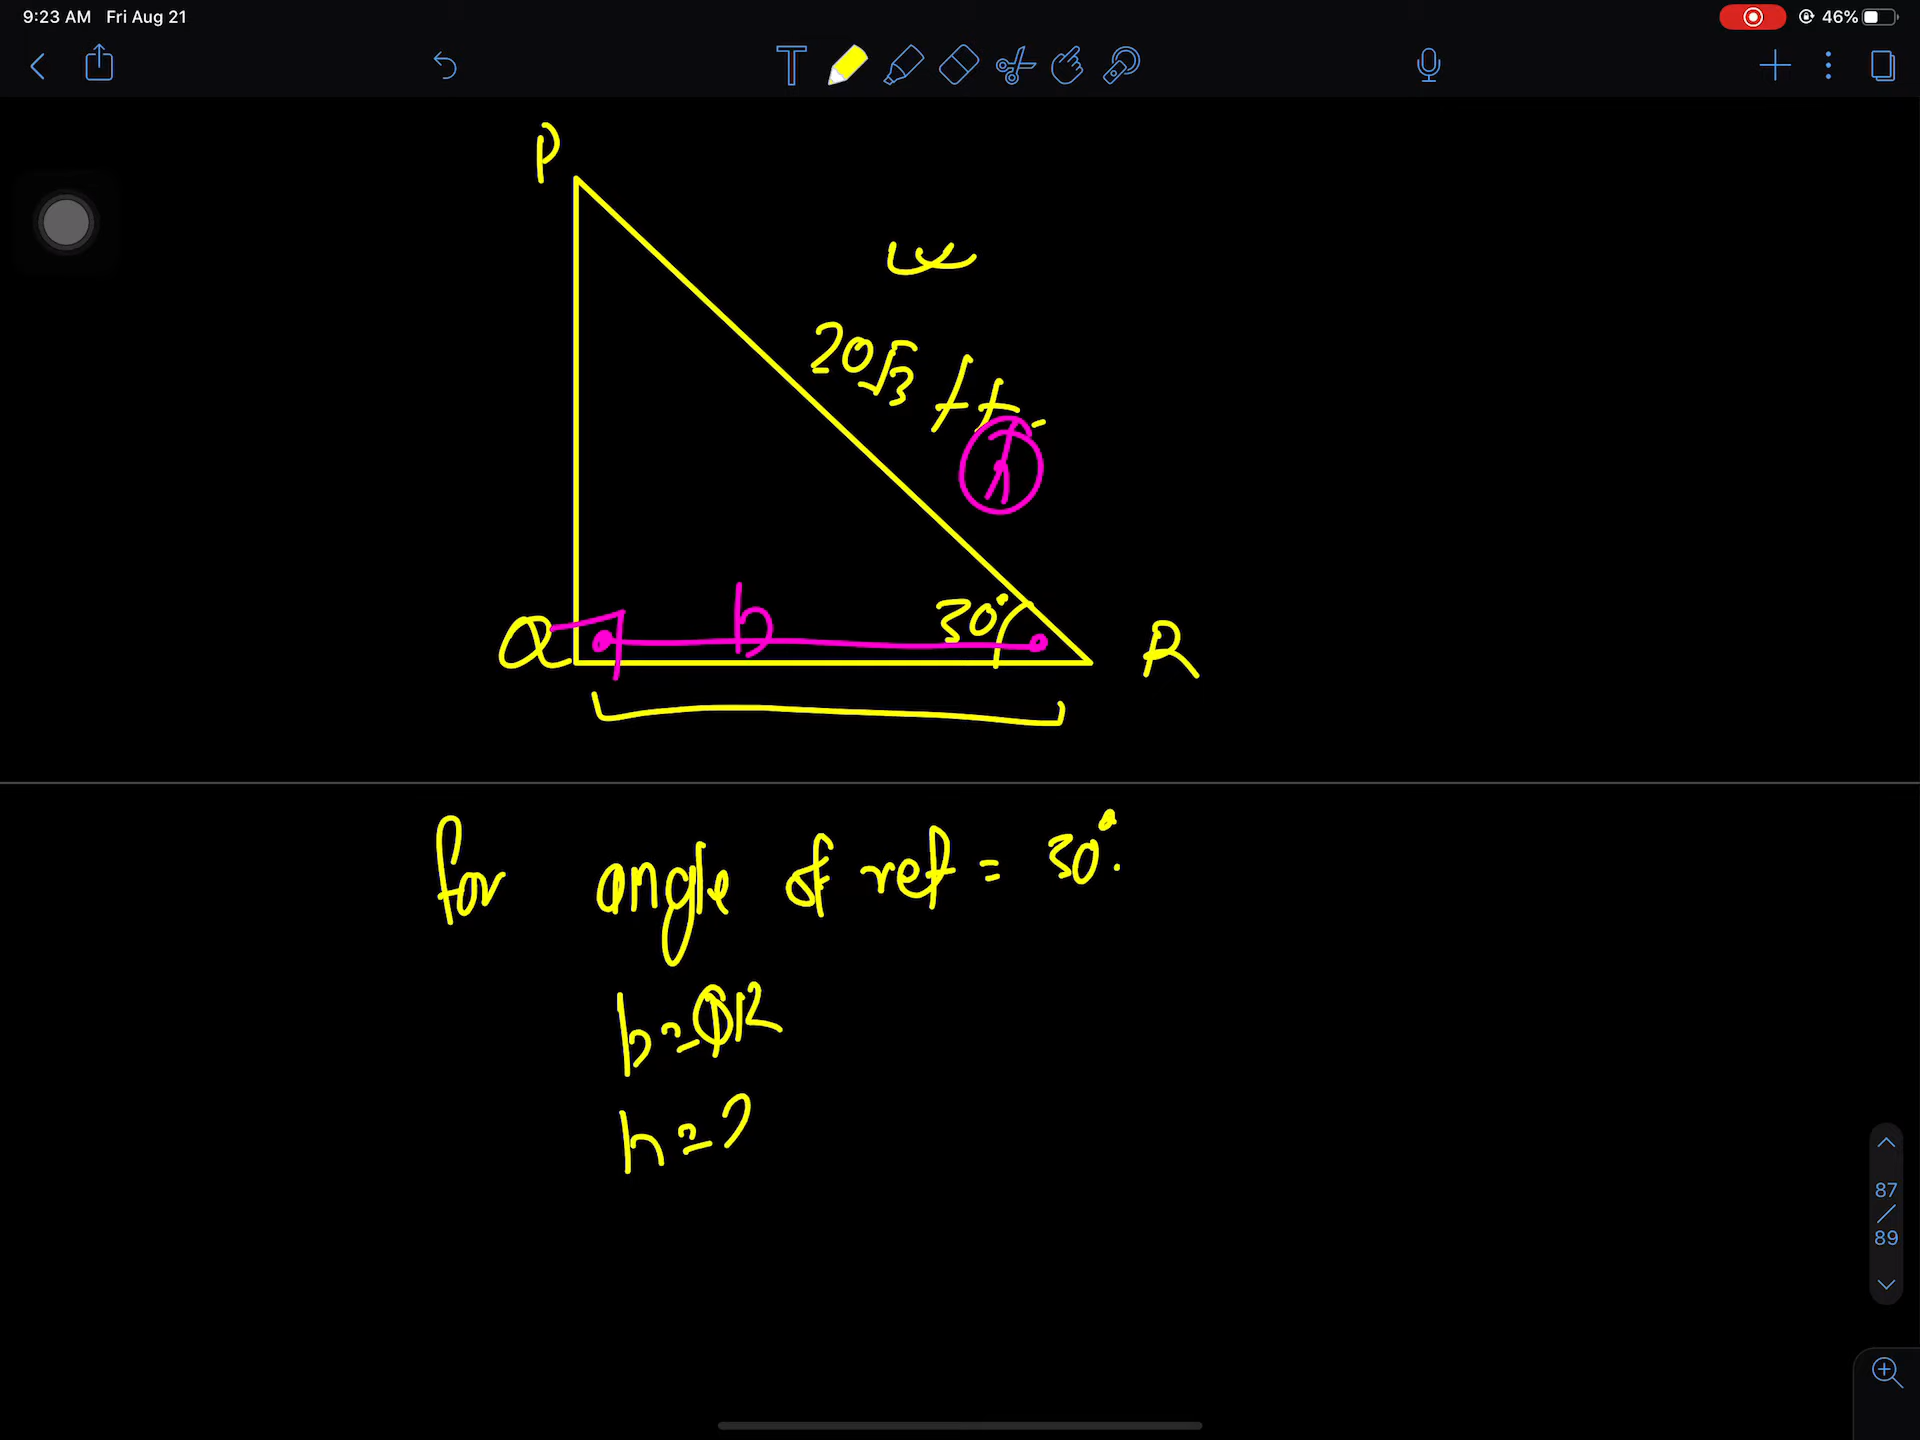 9:23 AM Fri Aug 21
46%
T
P
20√3 ft
h
b
30°
Q
R
for angle of ref = 30°.
b = QR
h = 2
87
/
89